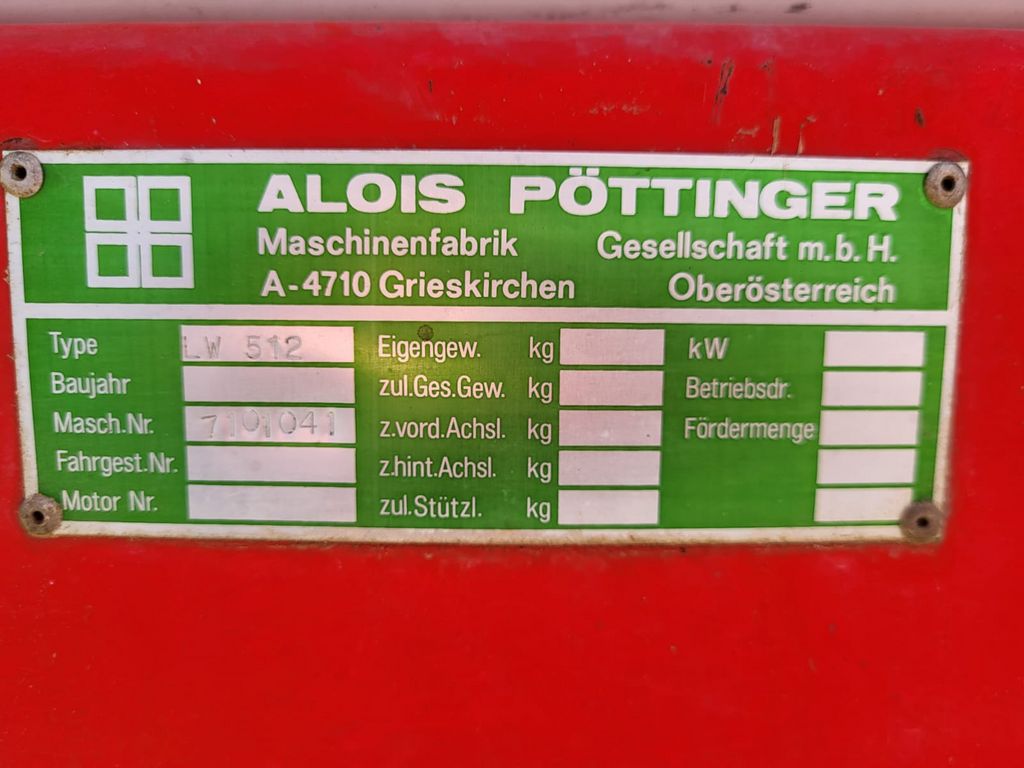 ALOIS PÖTTINGER
Maschinenfabrik Gesellschaft m.b.H.
A-4710 Grieskirchen Oberösterreich
Type LW 512 Eigengew. kg kW
Baujahr zul.Ges.Gew. kg Betriebsdr.
Masch.Nr. 7101041 z.vord.Achsl. kg Fördermenge
Fahrgest.Nr. z.hint.Achsl. kg
Motor Nr. zul.Stützl. kg